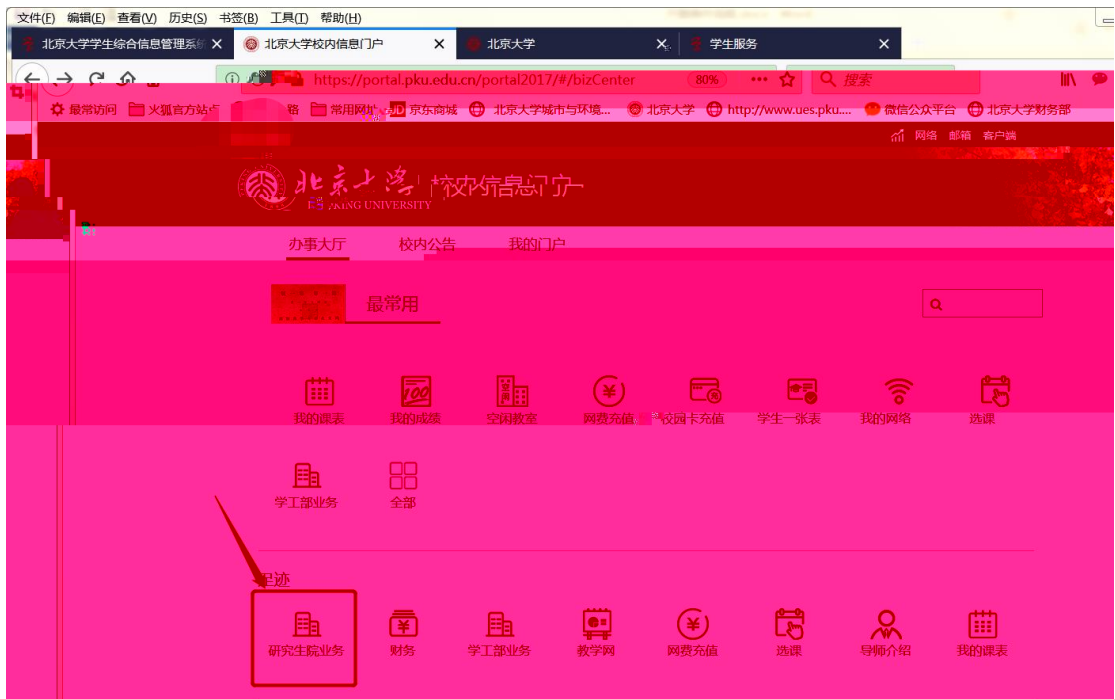 文件(F) 编辑(E) 查看(V) 历史(S) 书签(B) 工具(T) 帮助(H)
北京大学学生综合信息管理系统 北京大学校内信息门户 北京大学 学生服务
https://portal.pku.edu.cn/portal2017/#/bizCenter 80% 搜索
最常访问 火狐官方站点 路 常用网址 JD 京东商城 北京大学城市与环境... 北京大学 http://www.ues.pku.... 微信公众平台 北京大学财务部
网络 邮箱 客户端
北京大学 校内信息门户
UNIVERSITY
办事大厅 校内公告 我的门户
最常用
我的课表 我的成绩 空闲教室 网费充值 校园卡充值 学生一张表 我的网络 选课
学工部业务 全部
足迹
研究生院业务 财务 学工部业务 教学网 网费充值 选课 导师介绍 我的课表